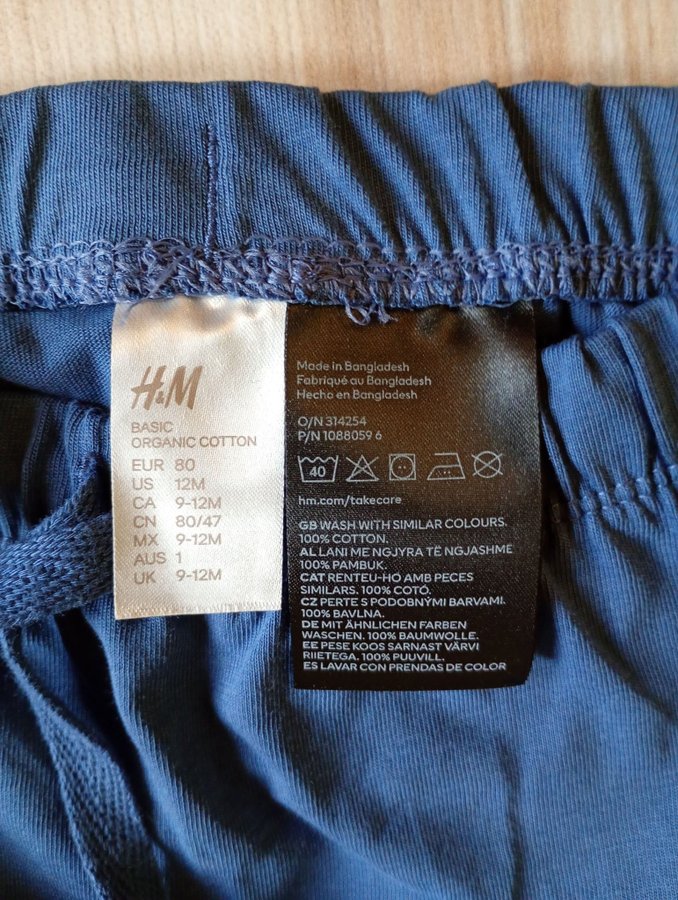 H&M
BASIC
ORGANIC COTTON
EUR 80
US 12M
CA 9-12M
CN 80/47
MX 9-12M
AUS 1
UK 9-12M
Made in Bangladesh
Fabriqué au Bangladesh
Hecho en Bangladesh
O/N 314254
P/N 1088059 6
40
hm.com/takecare
GB WASH WITH SIMILAR COLOURS.
100% COTTON.
AL LANI ME NGJYRA TË NGJASHME
100% PAMBUK.
CAT RENTEU-HO AMB PECES
SIMILARS. 100% COTÓ.
CZ PERTE S PODOBNÝMI BARVAMI.
100% BAVLNA.
DE MIT ÄHNLICHEN FARBEN
WASCHEN. 100% BAUMWOLLE.
EE PESE KOOS SARNAST VÄRVI
RIIETEGA. 100% PUUVILL.
ES LAVAR CON PRENDAS DE COLOR